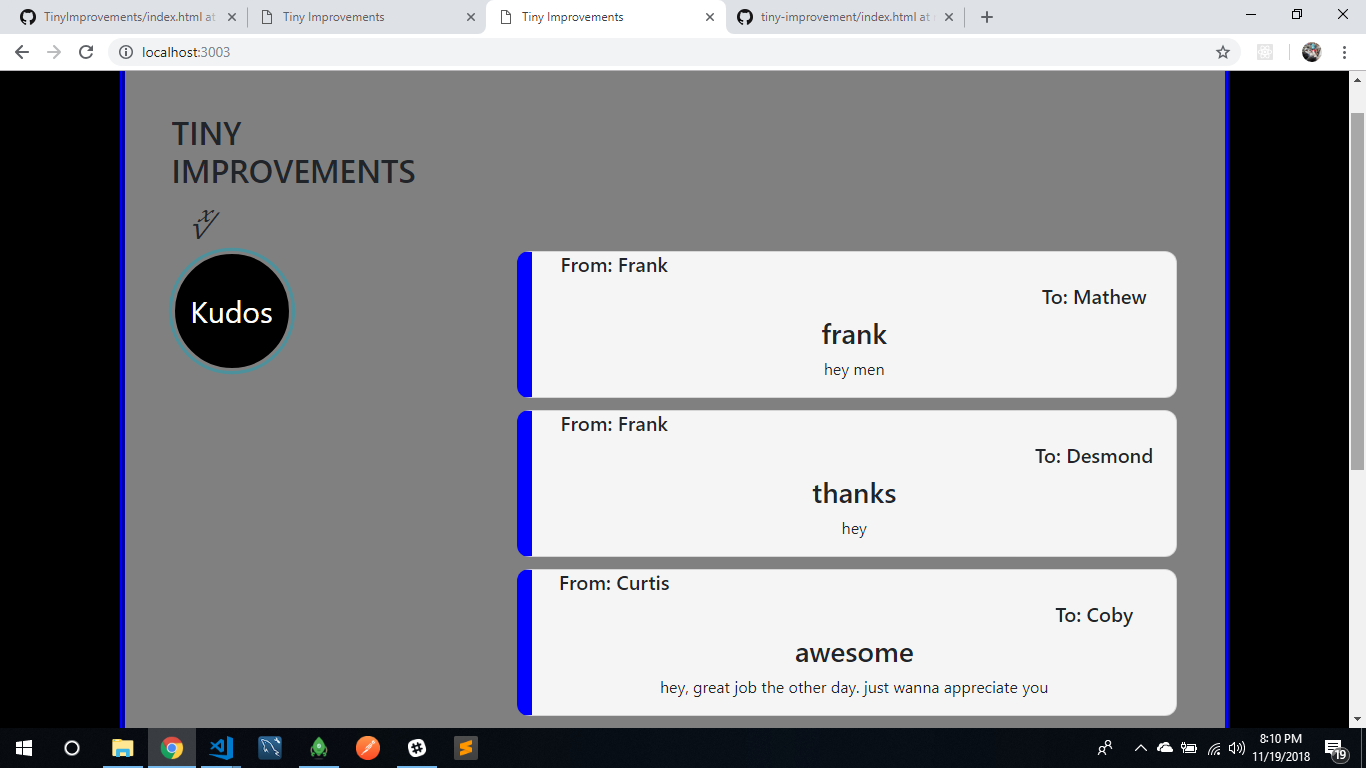 TinyImprovements/index.html at
Tiny Improvements
Tiny Improvements
tiny-improvement/index.html at
localhost:3003
TINY
IMPROVEMENTS
Kudos
From: Frank
To: Mathew
frank
hey men
From: Frank
To: Desmond
thanks
hey
From: Curtis
To: Coby
awesome
hey, great job the other day. just wanna appreciate you
8:10 PM
11/19/2018
19